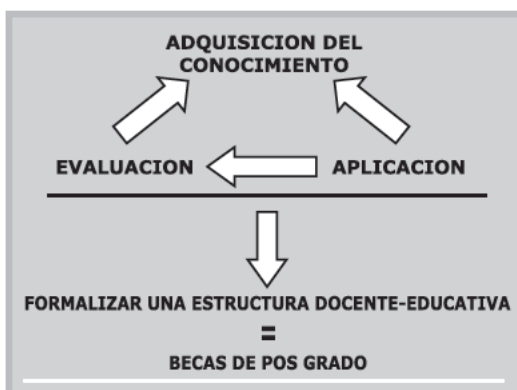 ADQUISICION DEL
CONOCIMIENTO
EVALUACION
APLICACION
FORMALIZAR UNA ESTRUCTURA DOCENTE-EDUCATIVA
=
BECAS DE POS GRADO